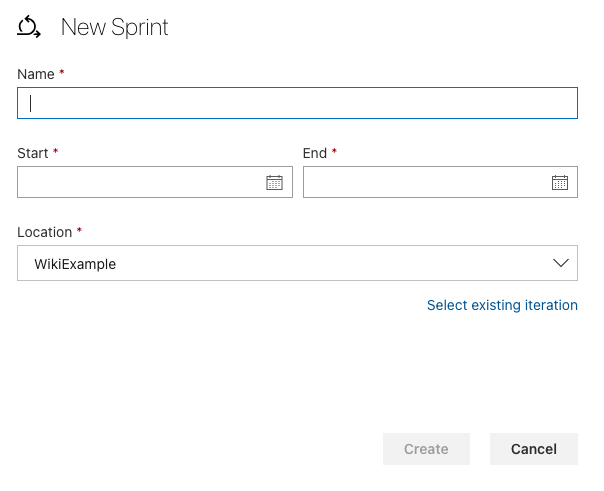 New Sprint
Name *
Start * End *
Location *
WikiExample
Select existing iteration
Create Cancel